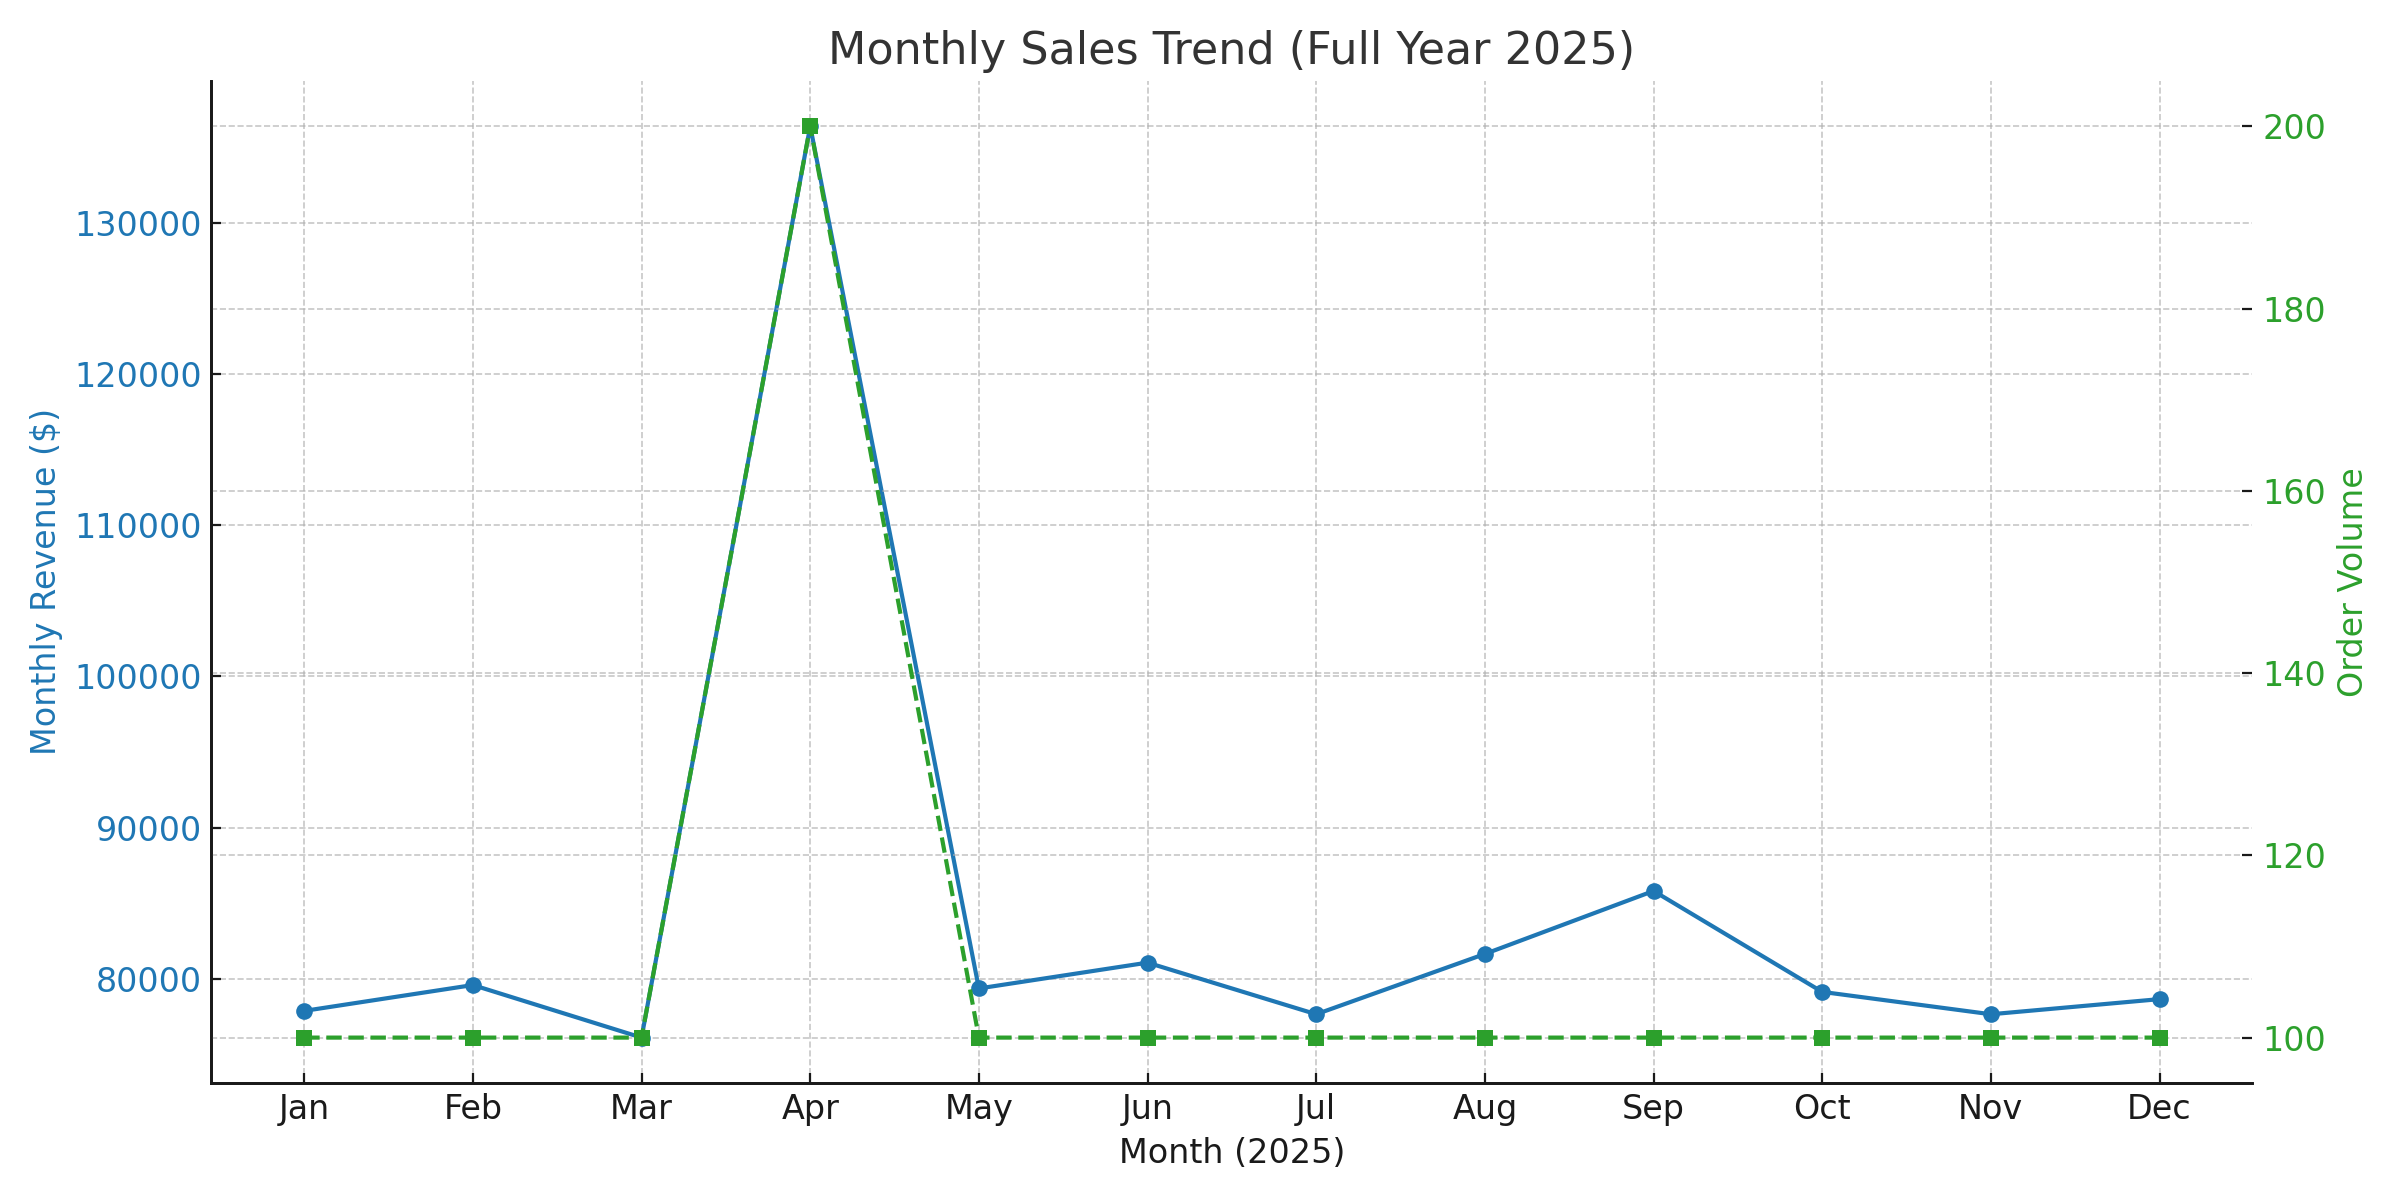 Monthly Sales Trend (Full Year 2025)
Monthly Revenue ($)
130000
120000
110000
100000
90000
80000
200
180
160
140
120
100
Order Volume
Jan Feb Mar Apr May Jun Jul Aug Sep Oct Nov Dec
Month (2025)